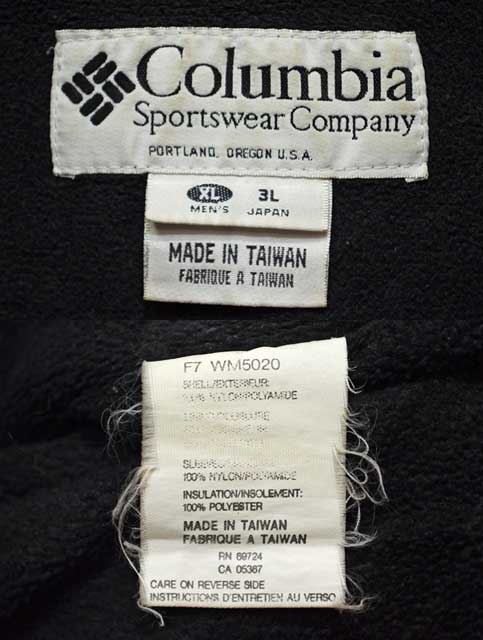 Columbia
Sportswear Company
PORTLAND, OREGON U.S.A.
XL 3L
MEN'S JAPAN
MADE IN TAIWAN
FABRIQUE A TAIWAN
F7 WM5020
SHELL/EXTERIEUR:
100% NYLON/POLYAMIDE
100% NYLON/POLYAMIDE
INSULATION/INSOLEMENT:
100% POLYESTER
MADE IN TAIWAN
FABRIQUE A TAIWAN
RN 69724
CA 05367
CARE ON REVERSE SIDE
INSTRUCTIONS D'ENTRETIEN AU VERSO